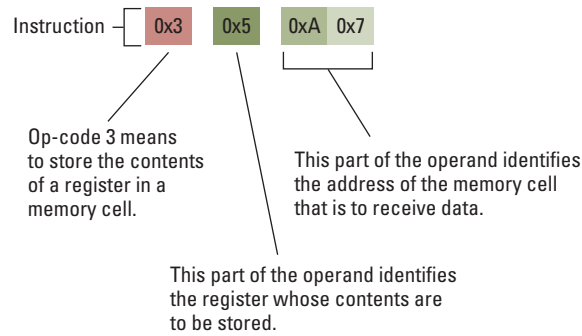 Instruction 0x3 0x5 0xA 0x7
Op-code 3 means
to store the contents
of a register in a
memory cell.
This part of the operand identifies
the address of the memory cell
that is to receive data.
This part of the operand identifies
the register whose contents are
to be stored.